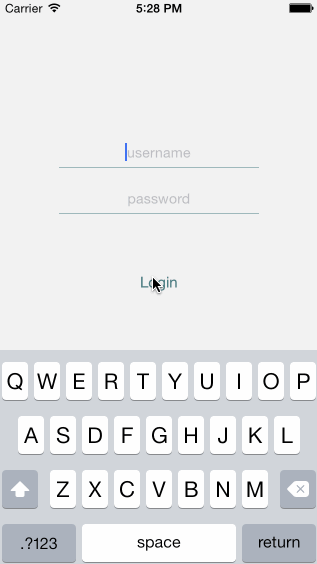 Carrier 5:28 PM
username
password
Login
Q W E R T Y U I O P
A S D F G H J K L
Z X C V B N M
.?123 space return